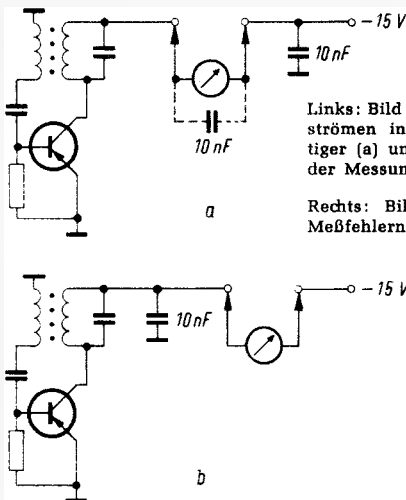 – 15 V
10 nF
10 nF
Links: Bild
strömen in
tiger (a) un
der Messun
a
Rechts: Bil
Meßfehlern
– 15 V
10 nF
b